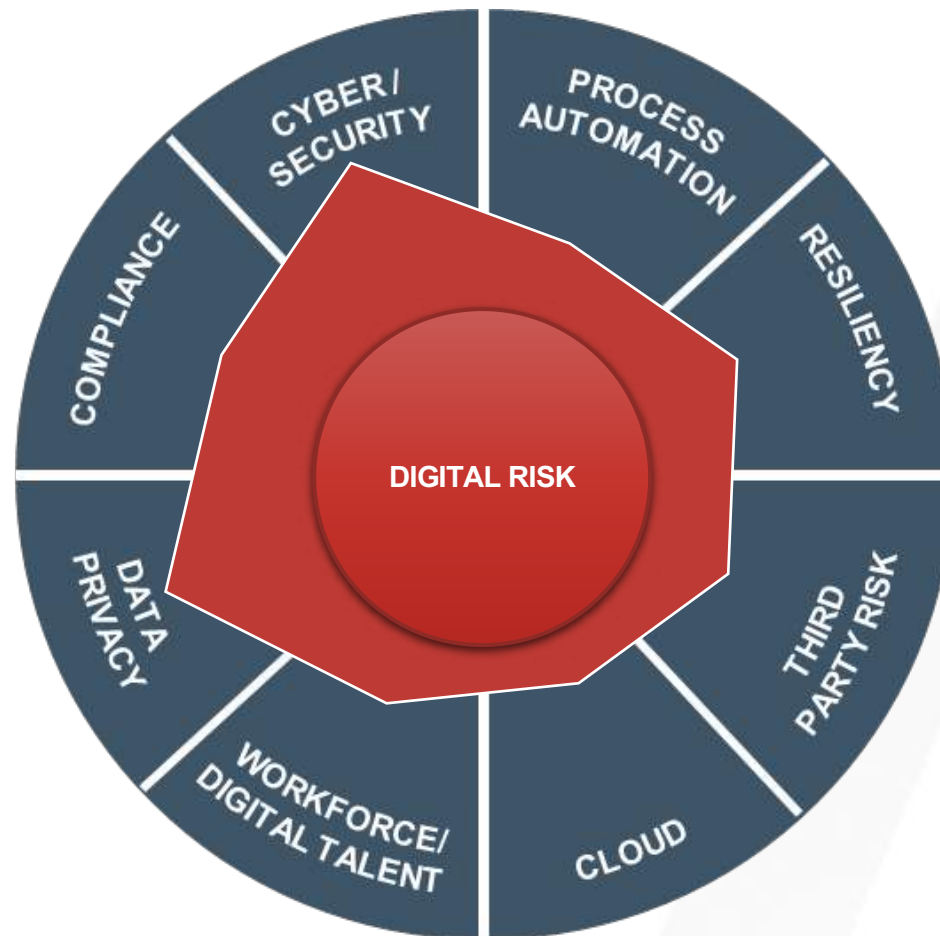 CYBER /
SECURITY
PROCESS
AUTOMATION
COMPLIANCE
RESILIENCY
DIGITAL RISK
DATA
PRIVACY
THIRD
PARTY RISK
WORKFORCE/
DIGITAL TALENT
CLOUD